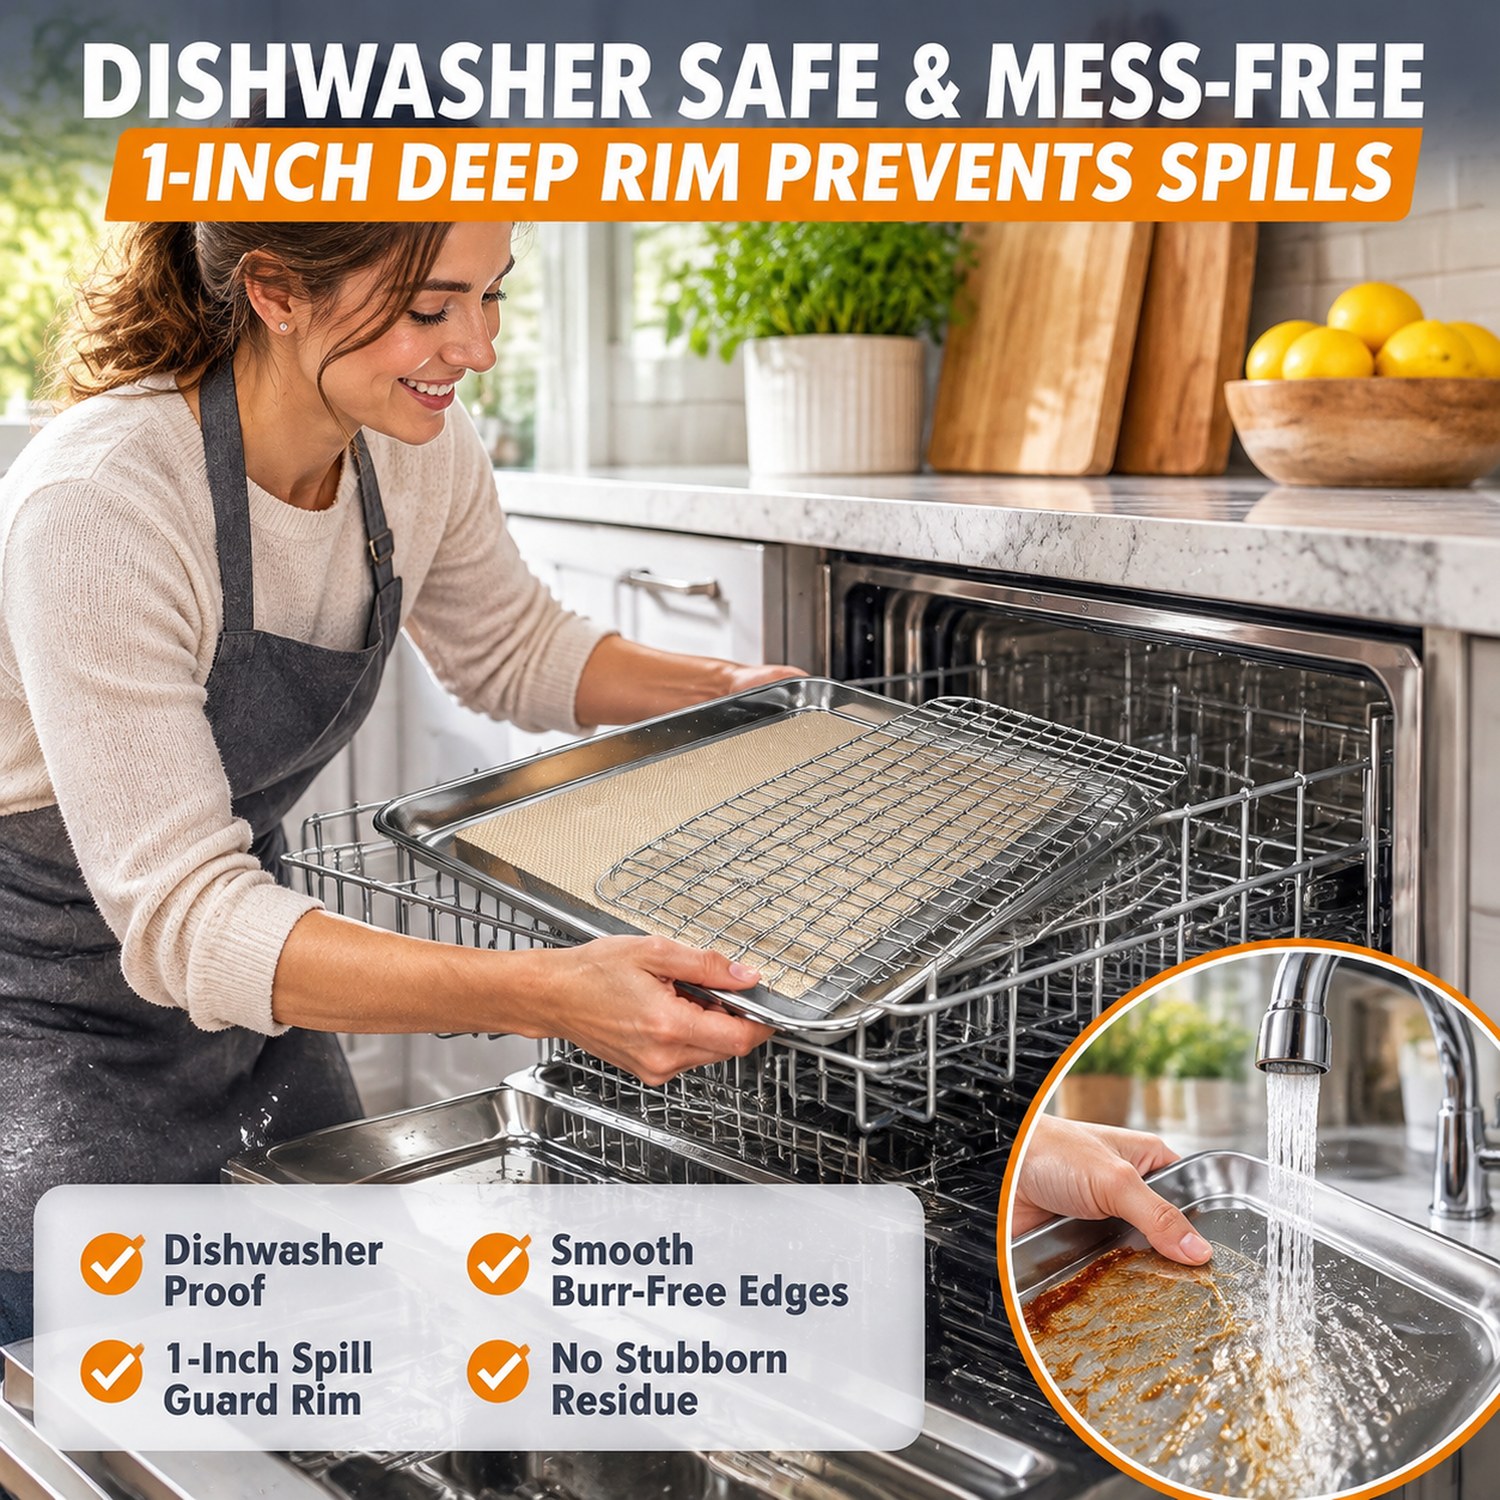 DISHWASHER SAFE & MESS-FREE
1-INCH DEEP RIM PREVENTS SPILLS
Dishwasher
Proof
Smooth
Burr-Free Edges
1-Inch Spill
Guard Rim
No Stubborn
Residue